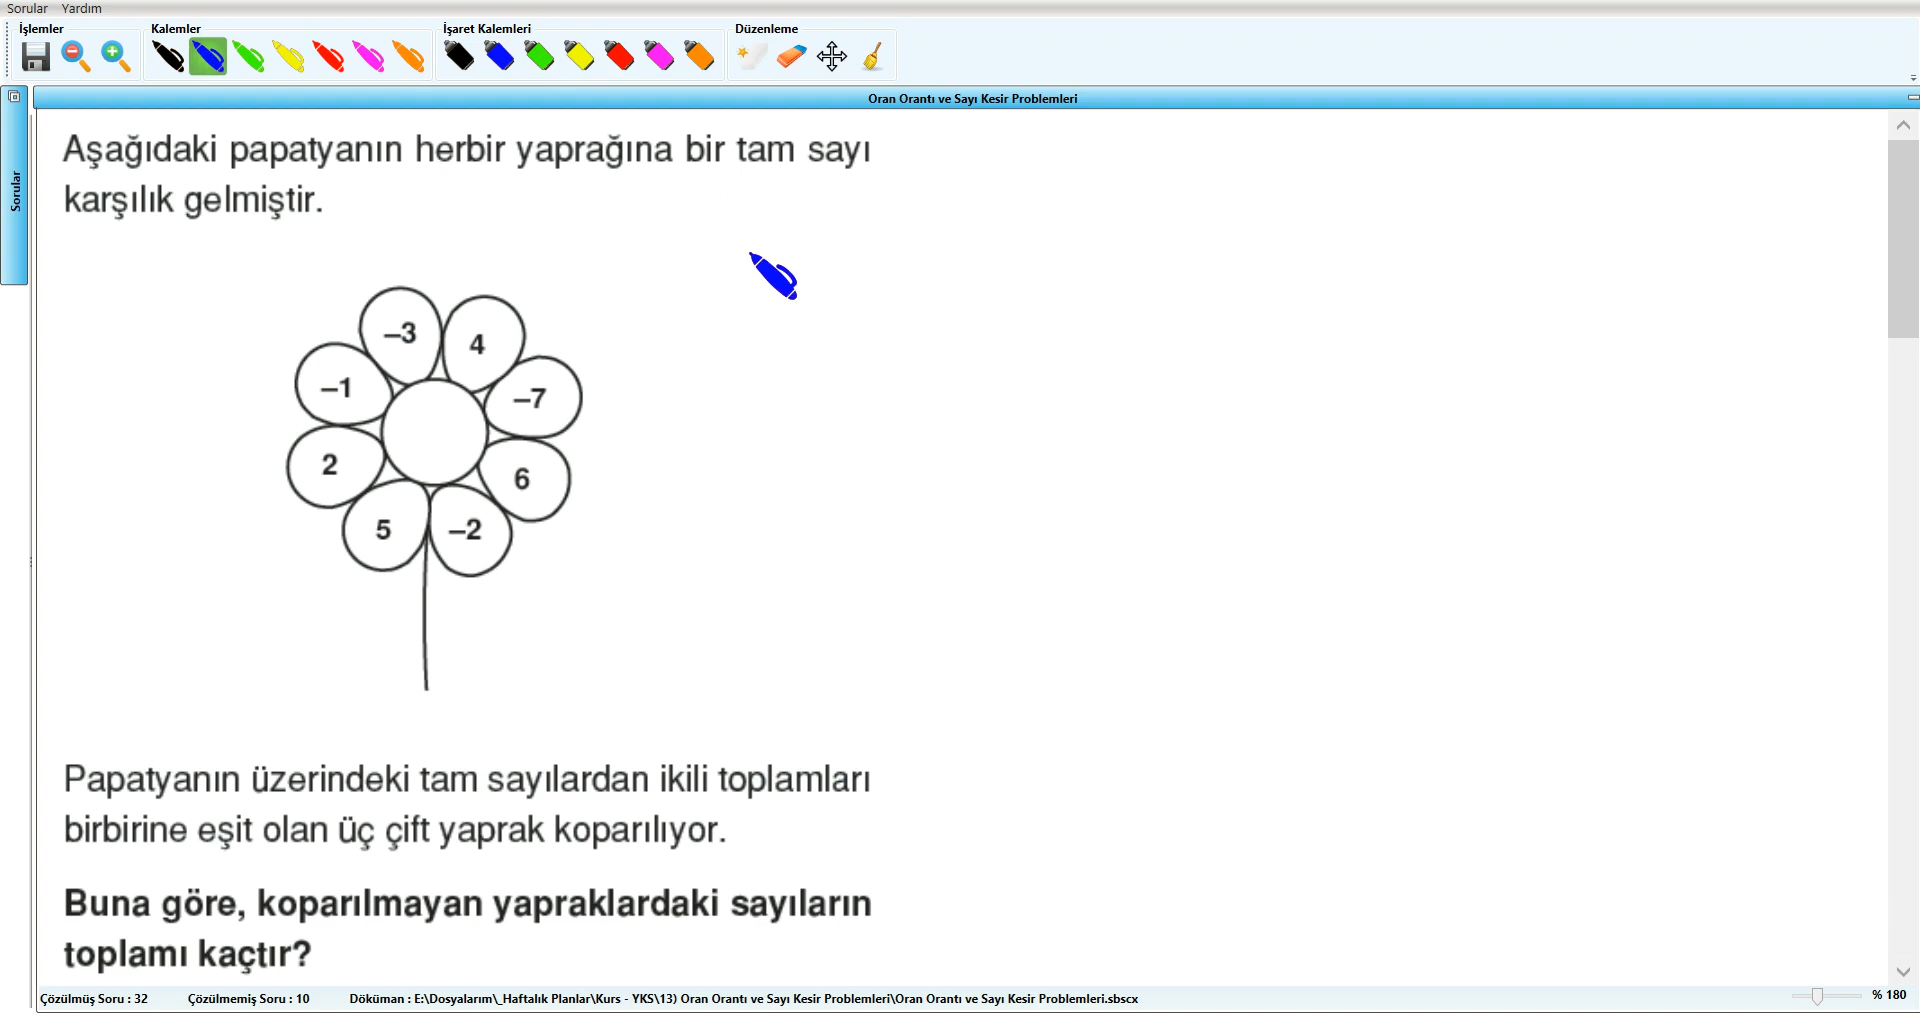 Sorular Yardım
İşlemler Kalemler İşaret Kalemleri Düzenleme
Oran Orantı ve Sayı Kesir Problemleri
Sorular
Aşağıdaki papatyanın herbir yaprağına bir tam sayı
karşılık gelmiştir.
–3
4
–1
–7
2
6
5
–2
Papatyanın üzerindeki tam sayılardan ikili toplamları
birbirine eşit olan üç çift yaprak koparılıyor.
Buna göre, koparılmayan yapraklardaki sayıların
toplamı kaçtır?
Çözülmüş Soru : 32 Çözülmemiş Soru : 10 Döküman : E:\Dosyalarım\_Haftalık Planlar\Kurs - YKS\13) Oran Orantı ve Sayı Kesir Problemleri\Oran Orantı ve Sayı Kesir Problemleri.sbscx % 180